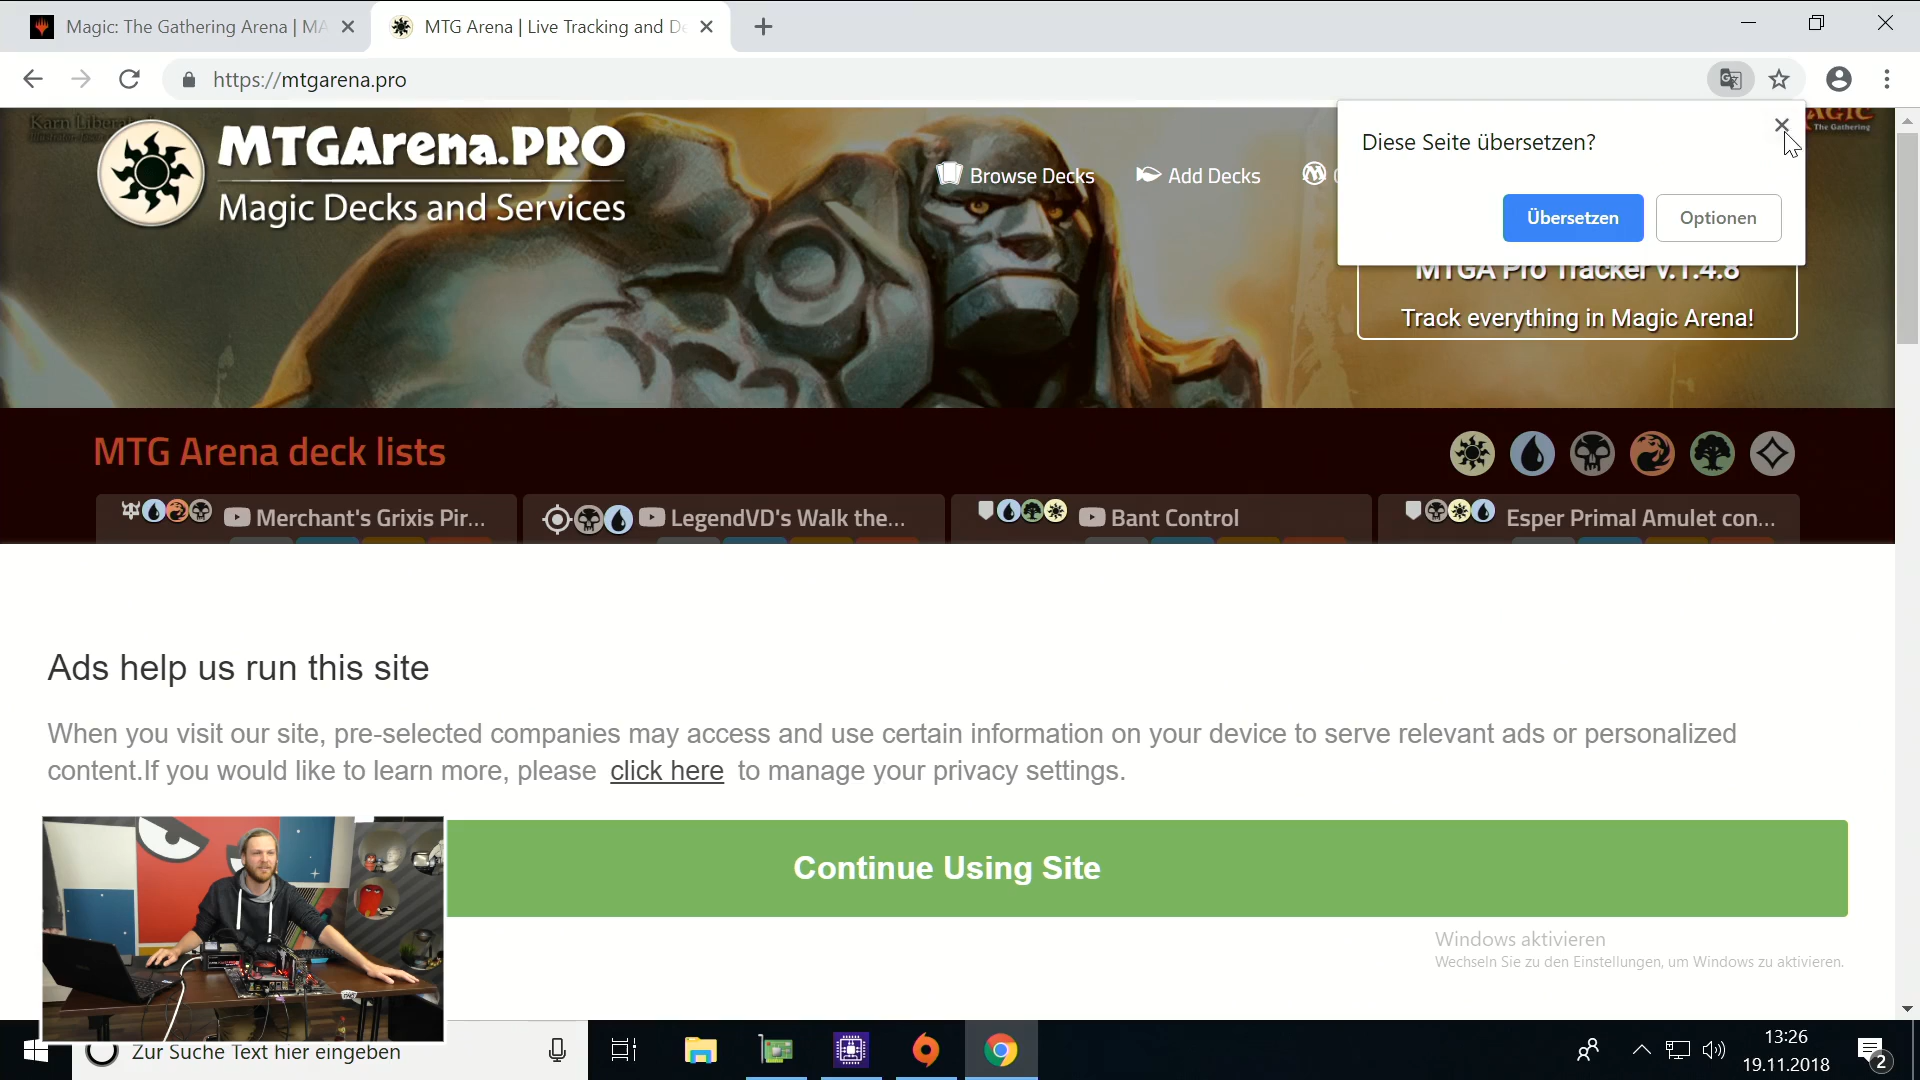 Magic: The Gathering Arena | MA
MTG Arena | Live Tracking and De
https://mtgarena.pro
MTGArena.PRO
Magic Decks and Services
Browse Decks
Add Decks
Diese Seite übersetzen?
Übersetzen
Optionen
The Gathering
MTGA Pro Tracker v.1.4.8
Track everything in Magic Arena!
MTG Arena deck lists
Merchant's Grixis Pir...
LegendVD's Walk the...
Bant Control
Esper Primal Amulet con...
Ads help us run this site
When you visit our site, pre-selected companies may access and use certain information on your device to serve relevant ads or personalized
content.If you would like to learn more, please click here to manage your privacy settings.
Continue Using Site
Windows aktivieren
Wechseln Sie zu den Einstellungen, um Windows zu aktivieren.
Zur Suche Text hier eingeben
13:26
19.11.2018
2